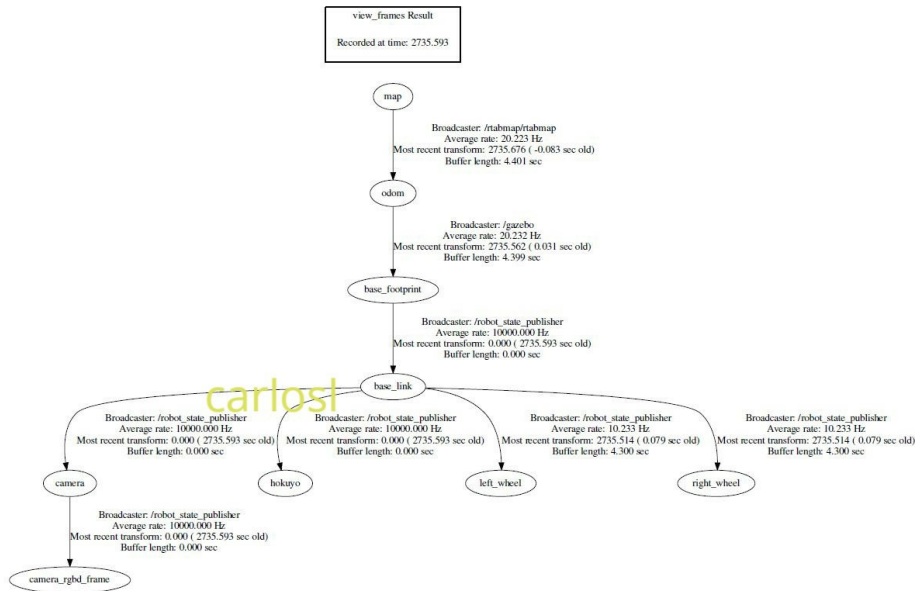 view_frames Result
Recorded at time: 2735.593
map
Broadcaster: /rtabmap/rtabmap
Average rate: 20.223 Hz
Most recent transform: 2735.676 ( -0.083 sec old)
Buffer length: 4.401 sec
odom
Broadcaster: /gazebo
Average rate: 20.232 Hz
Most recent transform: 2735.562 ( 0.031 sec old)
Buffer length: 4.399 sec
base_footprint
Broadcaster: /robot_state_publisher
Average rate: 10000.000 Hz
Most recent transform: 0.000 ( 2735.593 sec old)
Buffer length: 0.000 sec
base_link
carlosl
Broadcaster: /robot_state_publisher
Average rate: 10000.000 Hz
Most recent transform: 0.000 ( 2735.593 sec old)
Buffer length: 0.000 sec
Broadcaster: /robot_state_publisher
Average rate: 10000.000 Hz
Most recent transform: 0.000 ( 2735.593 sec old)
Buffer length: 0.000 sec
Broadcaster: /robot_state_publisher
Average rate: 10.233 Hz
Most recent transform: 2735.514 ( 0.079 sec old)
Buffer length: 4.300 sec
Broadcaster: /robot_state_publisher
Average rate: 10.233 Hz
Most recent transform: 2735.514 ( 0.079 sec old)
Buffer length: 4.300 sec
camera
hokuyo
left_wheel
right_wheel
Broadcaster: /robot_state_publisher
Average rate: 10000.000 Hz
Most recent transform: 0.000 ( 2735.593 sec old)
Buffer length: 0.000 sec
camera_rgbd_frame